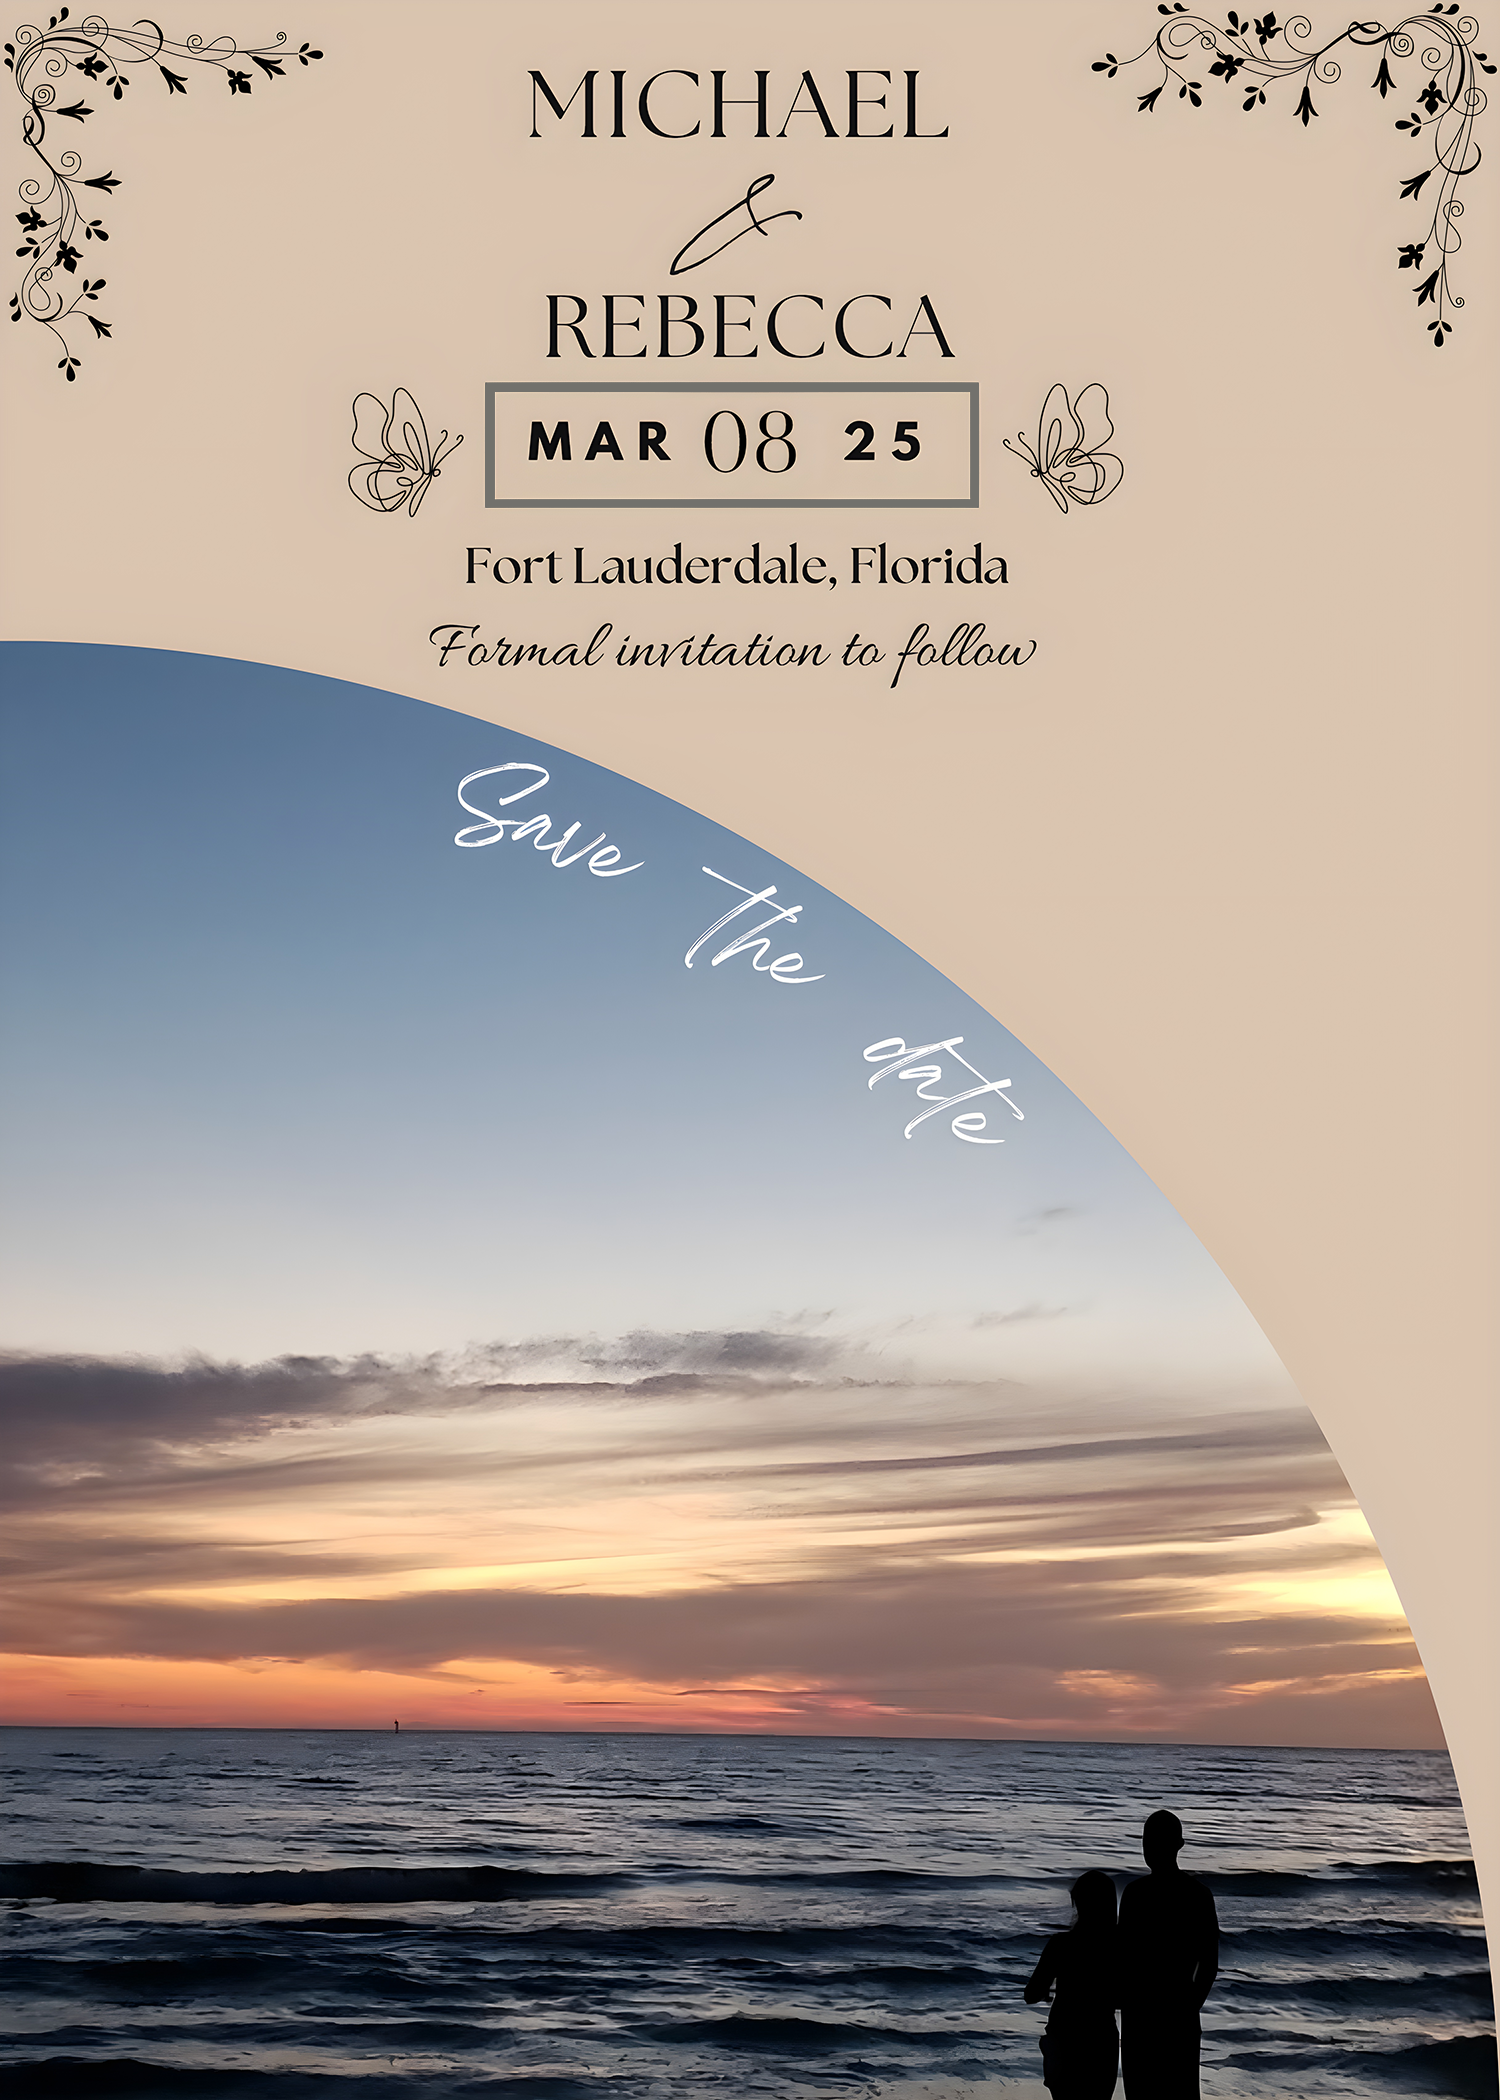 MICHAEL
&
REBECCA
MAR 08 25
Fort Lauderdale, Florida
Formal invitation to follow
Save the date